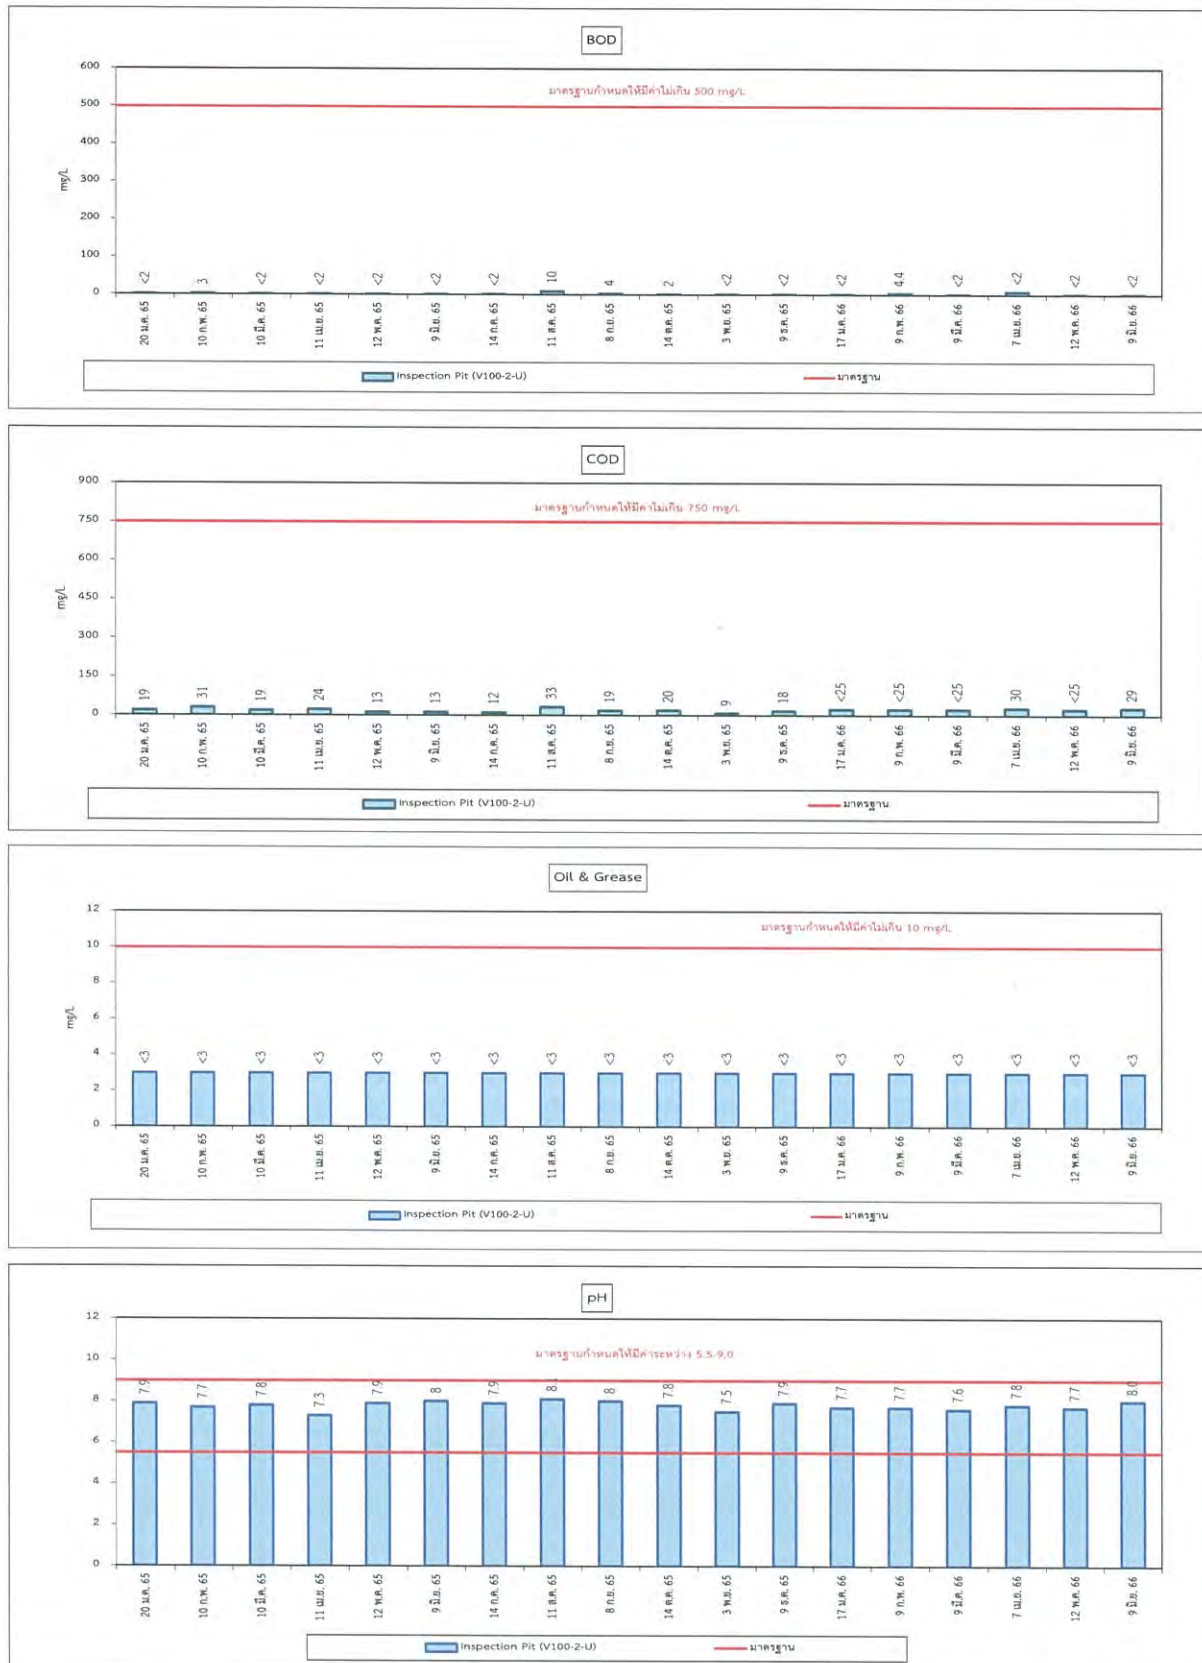 BOD
600
500
400
300
200
100
0
mg/L
มาตรฐานกำหนดให้มีค่าไม่เกิน 500 mg/L
<2 3 <2 <2 <2 <2 <2 10 4 2 <2 <2 <2 4.4 <2 <2 <2 <2
20 ม.ค. 65 10 ก.พ. 65 10 มี.ค. 65 11 เม.ย. 65 12 พ.ค. 65 9 มิ.ย. 65 14 ก.ค. 65 11 ส.ค. 65 8 ก.ย. 65 14 ต.ค. 65 3 พ.ย. 65 9 ธ.ค. 65 17 ม.ค. 66 9 ก.พ. 66 9 มี.ค. 66 7 เม.ย. 66 12 พ.ค. 66 9 มิ.ย. 66
Inspection Pit (V100-2-U) มาตรฐาน
COD
900
750
600
450
300
150
0
mg/L
มาตรฐานกำหนดให้มีค่าไม่เกิน 750 mg/L
19 31 19 24 13 13 12 33 19 20 9 18 <25 <25 <25 30 <25 29
20 ม.ค. 65 10 ก.พ. 65 10 มี.ค. 65 11 เม.ย. 65 12 พ.ค. 65 9 มิ.ย. 65 14 ก.ค. 65 11 ส.ค. 65 8 ก.ย. 65 14 ต.ค. 65 3 พ.ย. 65 9 ธ.ค. 65 17 ม.ค. 66 9 ก.พ. 66 9 มี.ค. 66 7 เม.ย. 66 12 พ.ค. 66 9 มิ.ย. 66
Inspection Pit (V100-2-U) มาตรฐาน
Oil & Grease
12
10
8
6
4
2
0
mg/L
มาตรฐานกำหนดให้มีค่าไม่เกิน 10 mg/L
<3 <3 <3 <3 <3 <3 <3 <3 <3 <3 <3 <3 <3 <3 <3 <3 <3 <3
20 ม.ค. 65 10 ก.พ. 65 10 มี.ค. 65 11 เม.ย. 65 12 พ.ค. 65 9 มิ.ย. 65 14 ก.ค. 65 11 ส.ค. 65 8 ก.ย. 65 14 ต.ค. 65 3 พ.ย. 65 9 ธ.ค. 65 17 ม.ค. 66 9 ก.พ. 66 9 มี.ค. 66 7 เม.ย. 66 12 พ.ค. 66 9 มิ.ย. 66
Inspection Pit (V100-2-U) มาตรฐาน
pH
12
10
8
6
4
2
0
มาตรฐานกำหนดให้มีค่าระหว่าง 5.5-9.0
7.9 7.7 7.8 7.3 7.9 8 7.9 8 7.8 7.5 7.9 7.7 7.7 7.6 7.8 7.7 8.0
20 ม.ค. 65 10 ก.พ. 65 10 มี.ค. 65 11 เม.ย. 65 12 พ.ค. 65 9 มิ.ย. 65 14 ก.ค. 65 11 ส.ค. 65 8 ก.ย. 65 14 ต.ค. 65 3 พ.ย. 65 9 ธ.ค. 65 17 ม.ค. 66 9 ก.พ. 66 9 มี.ค. 66 7 เม.ย. 66 12 พ.ค. 66 9 มิ.ย. 66
Inspection Pit (V100-2-U) มาตรฐาน